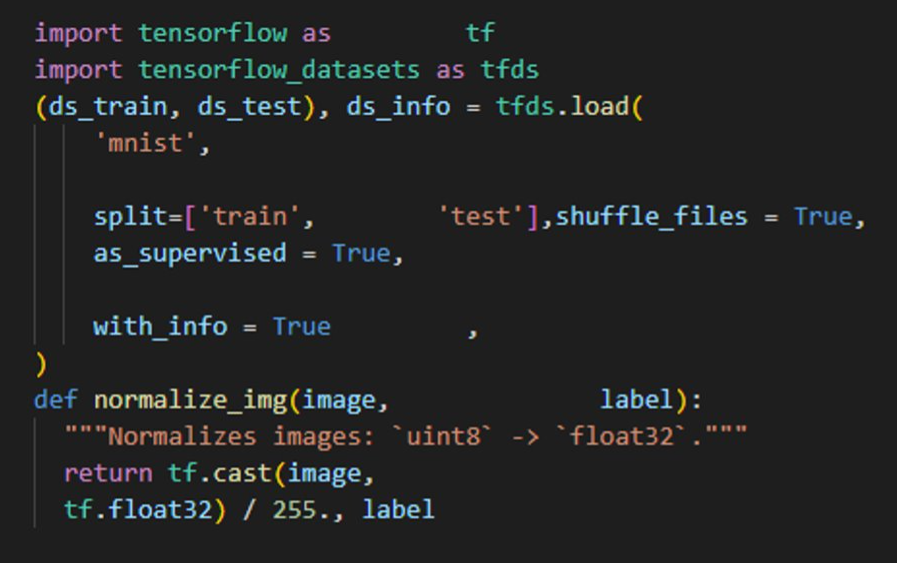 import tensorflow as         tf
import tensorflow_datasets as tfds
(ds_train, ds_test), ds_info = tfds.load(
    'mnist',

    split=['train',        'test'],shuffle_files = True,
    as_supervised = True,

    with_info = True         ,
)
def normalize_img(image,              label):
  """Normalizes images: `uint8` -> `float32`."""
  return tf.cast(image,
  tf.float32) / 255., label